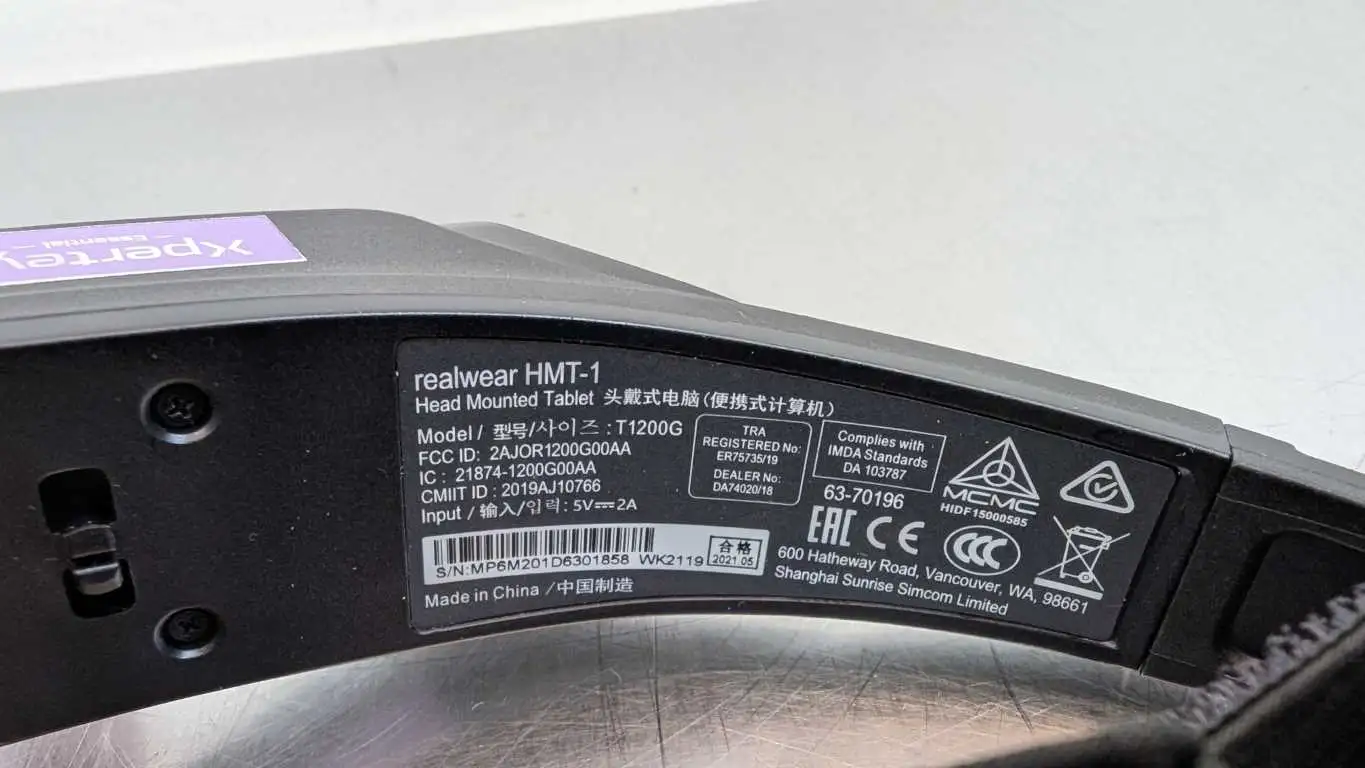 Xpertey
Essential
realwear HMT-1
Head Mounted Tablet 头戴式电脑(便携式计算机)
Model / 型号/사이즈 : T1200G
FCC ID: 2AJOR1200G00AA
IC : 21874-1200G00AA
CMIIT ID : 2019AJ10766
Input / 输入/입력 : 5V⎓2A
S/N:MP6M201D6301858 WK2119
合格
2021.05
Made in China /中国制造
TRA
REGISTERED No:
ER75735/19
DEALER No:
DA74020/18
Complies with
IMDA Standards
DA 103787
63-70196
MCMC
HIDF15000585
EAC CE CCC
600 Hatheway Road, Vancouver, WA, 98661
Shanghai Sunrise Simcom Limited